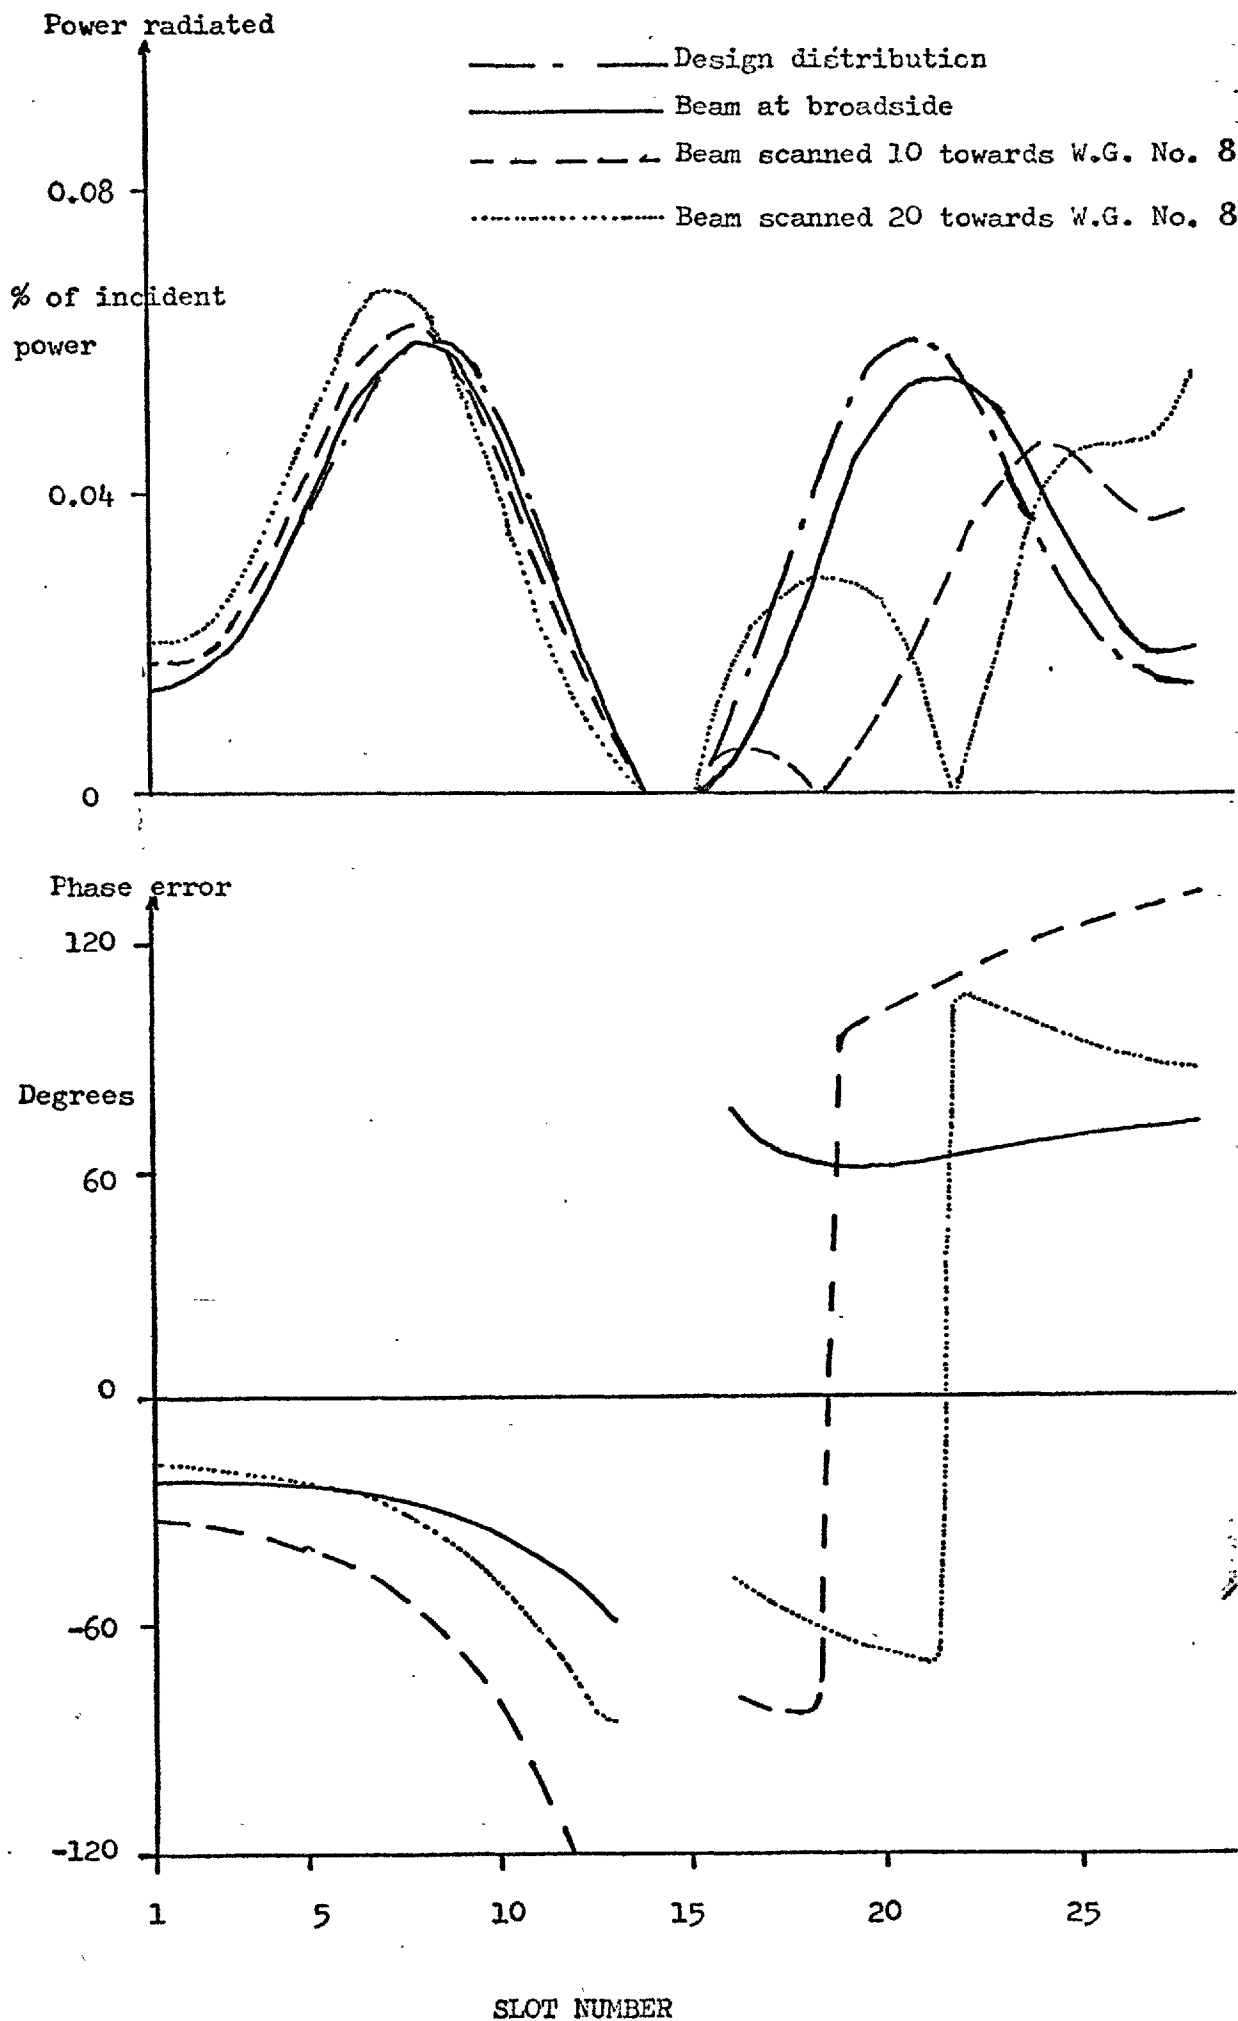 Power radiated
Design distribution
Beam at broadside
Beam scanned 10 towards W.G. No. 8
Beam scanned 20 towards W.G. No. 8
0.08
% of incident
power
0.04
0
Phase error
120
Degrees
60
0
-60
-120
1 5 10 15 20 25
SLOT NUMBER